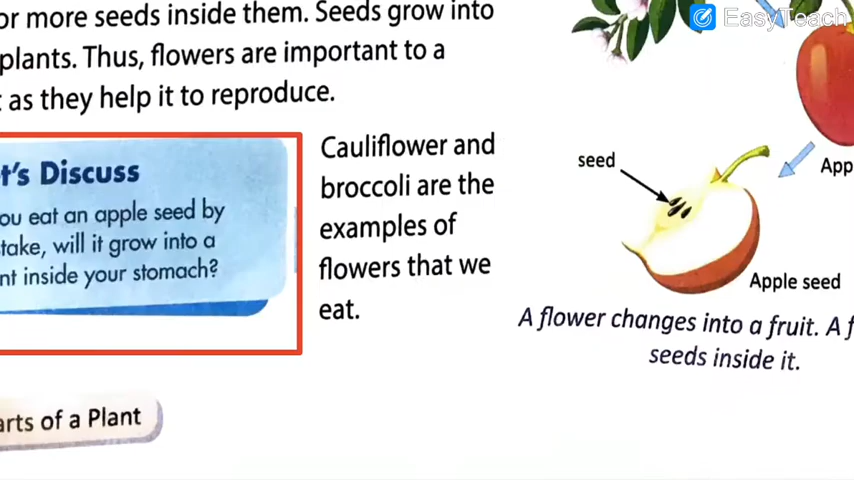 or more seeds inside them. Seeds grow into
plants. Thus, flowers are important to a
as they help it to reproduce.
t's Discuss
ou eat an apple seed by
take, will it grow into a
nt inside your stomach?
Cauliflower and
broccoli are the
examples of
flowers that we
eat.
arts of a Plant
EasyTeach
seed
App
Apple seed
A flower changes into a fruit. A f
seeds inside it.